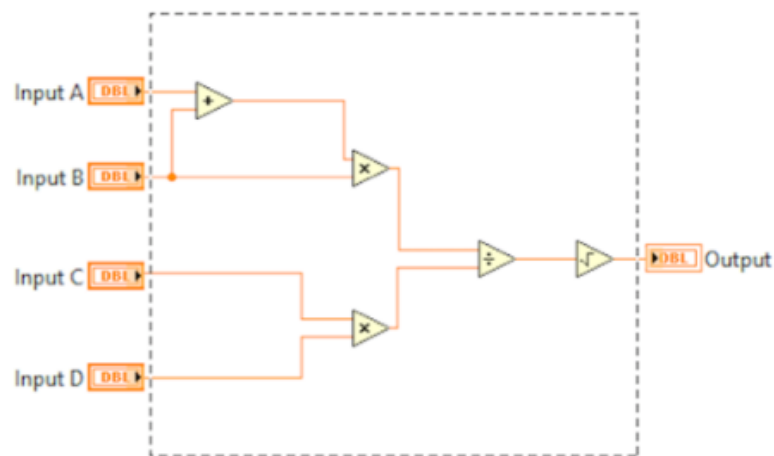 Input A DBL
+
Input B DBL
×
÷ √ DBL Output
Input C DBL
×
Input D DBL